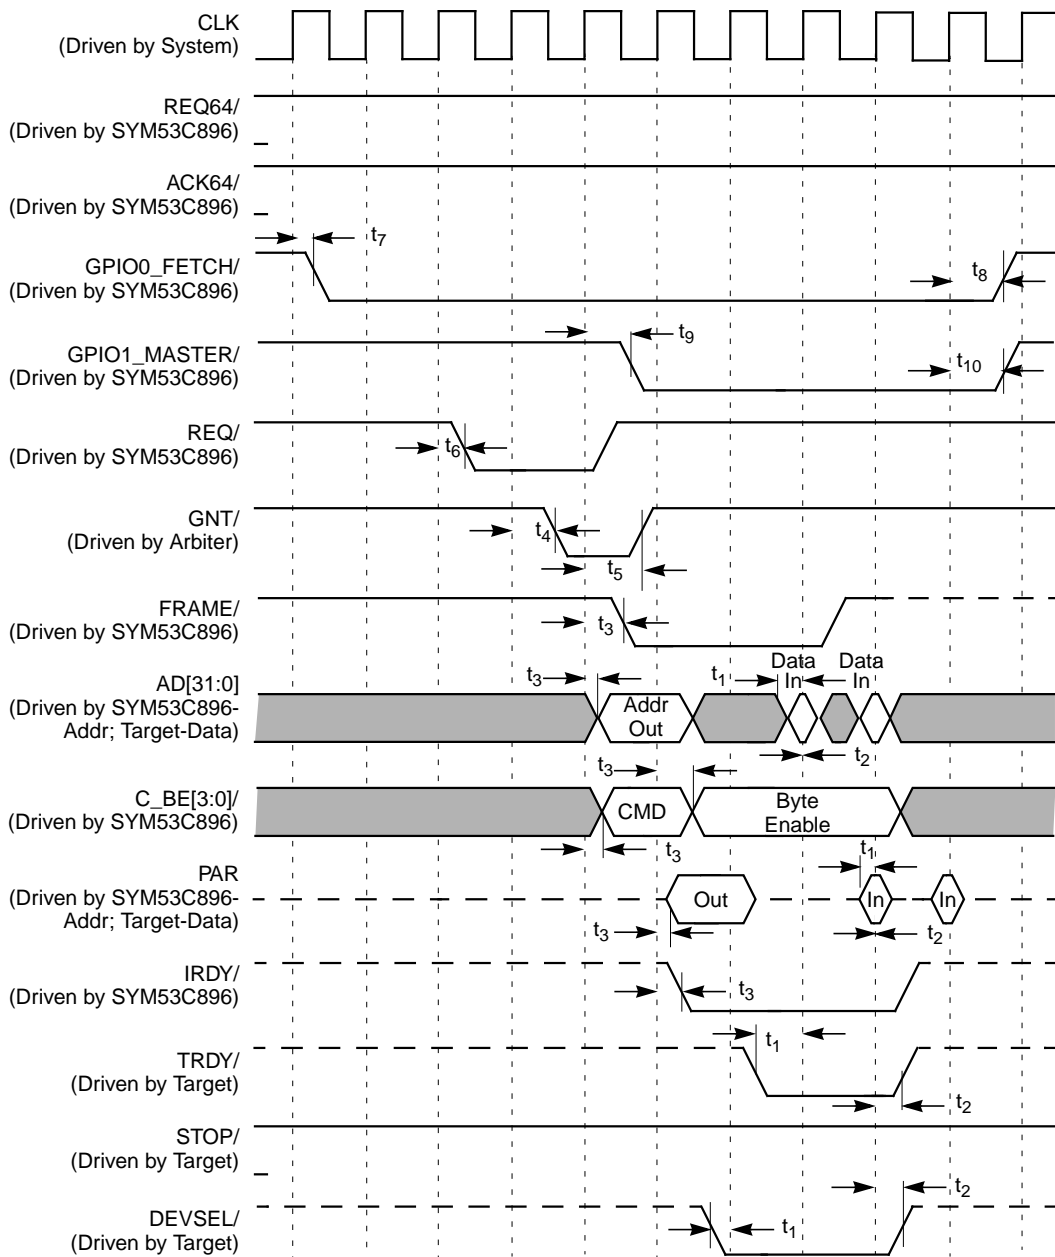 CLK
(Driven by System)
REQ64/
(Driven by SYM53C896)
ACK64/
(Driven by SYM53C896)
t7
GPIO0_FETCH/
(Driven by SYM53C896)
t8
t9
GPIO1_MASTER/
(Driven by SYM53C896)
t10
REQ/
(Driven by SYM53C896)
t6
GNT/
(Driven by Arbiter)
t4
t5
FRAME/
(Driven by SYM53C896)
t3
AD[31:0]
(Driven by SYM53C896-
Addr; Target-Data)
t3
Addr
Out
t1
Data
In
Data
In
t2
t3
C_BE[3:0]/
(Driven by SYM53C896)
CMD
Byte
Enable
t3
t1
PAR
(Driven by SYM53C896-
Addr; Target-Data)
Out
In
In
t3
t2
IRDY/
(Driven by SYM53C896)
t3
t1
TRDY/
(Driven by Target)
t2
STOP/
(Driven by Target)
t2
DEVSEL/
(Driven by Target)
t1